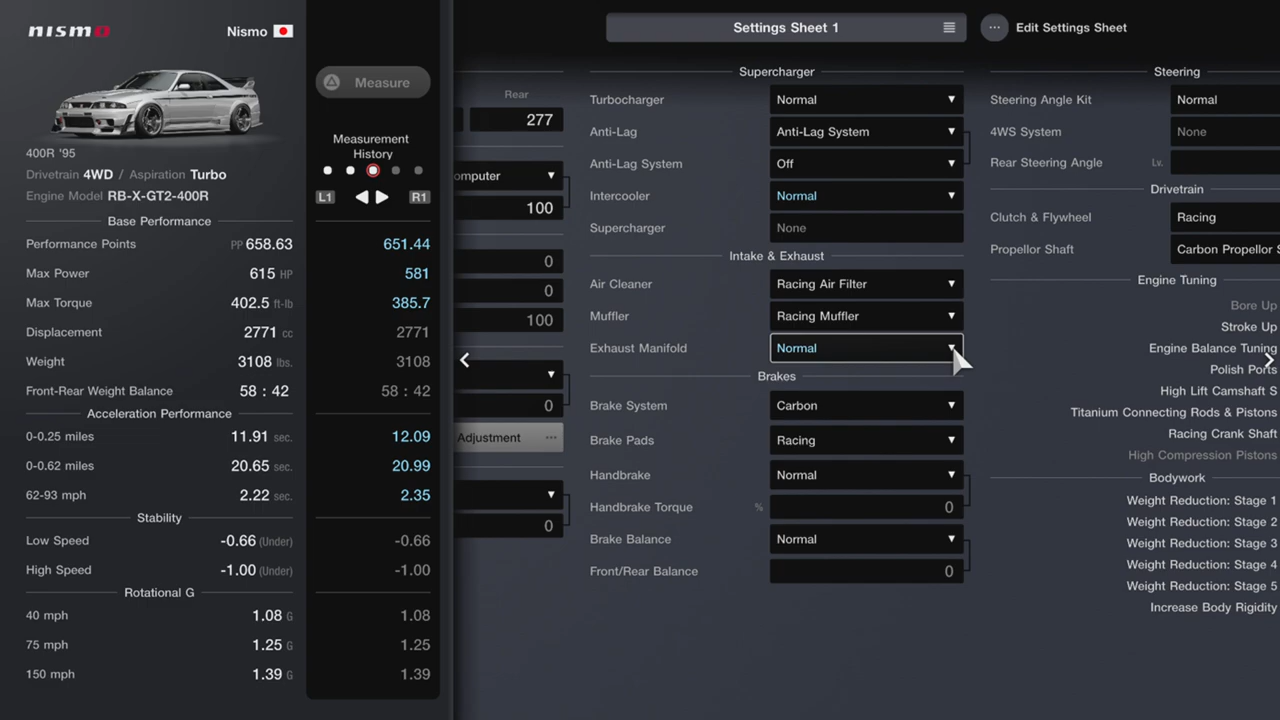 nismo
Nismo
400R '95
Drivetrain 4WD / Aspiration Turbo
Engine Model RB-X-GT2-400R
Base Performance
Performance Points PP 658.63
Max Power 615 HP
Max Torque 402.5 ft-lb
Displacement 2771 cc
Weight 3108 lbs.
Front-Rear Weight Balance 58 : 42
Acceleration Performance
0-0.25 miles 11.91 sec.
0-0.62 miles 20.65 sec.
62-93 mph 2.22 sec.
Stability
Low Speed -0.66 (Under)
High Speed -1.00 (Under)
Rotational G
40 mph 1.08 G
75 mph 1.25 G
150 mph 1.39 G
Measure
Measurement
History
L1 R1
651.44
581
385.7
2771
3108
58 : 42
12.09
20.99
2.35
-0.66
-1.00
1.08
1.25
1.39
Settings Sheet 1
Edit Settings Sheet
Rear
277
omputer
100
0
0
100
0
Adjustment
0
Supercharger
Turbocharger Normal
Anti-Lag Anti-Lag System
Anti-Lag System Off
Intercooler Normal
Supercharger None
Intake & Exhaust
Air Cleaner Racing Air Filter
Muffler Racing Muffler
Exhaust Manifold Normal
Brakes
Brake System Carbon
Brake Pads Racing
Handbrake Normal
Handbrake Torque % 0
Brake Balance Normal
Front/Rear Balance 0
Steering
Steering Angle Kit Normal
4WS System None
Rear Steering Angle Lv.
Drivetrain
Clutch & Flywheel Racing
Propellor Shaft Carbon Propellor S
Engine Tuning
Bore Up
Stroke Up
Engine Balance Tuning
Polish Ports
High Lift Camshaft S
Titanium Connecting Rods & Pistons
Racing Crank Shaft
High Compression Pistons
Bodywork
Weight Reduction: Stage 1
Weight Reduction: Stage 2
Weight Reduction: Stage 3
Weight Reduction: Stage 4
Weight Reduction: Stage 5
Increase Body Rigidity